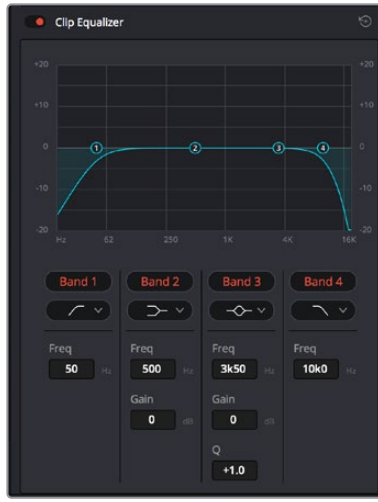 Clip Equalizer
+20 +20
+10 +10
0 0
-10 -10
-20 -20
1 2 3 4
Hz 62 250 1K 4K 16K
Band 1 Band 2 Band 3 Band 4
Freq Freq Freq Freq
50 Hz 500 Hz 3k50 Hz 10k0 Hz
Gain Gain
0 dB 0 dB
Q
+1.0